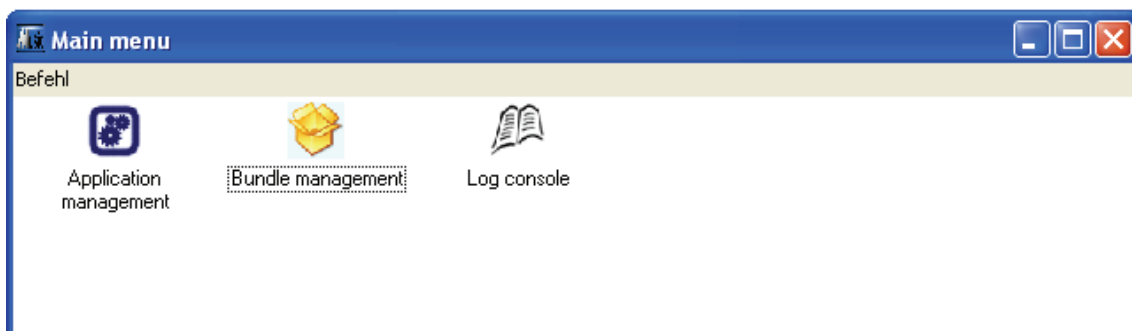 Main menu
Befehl
Application
management
Bundle management
Log console